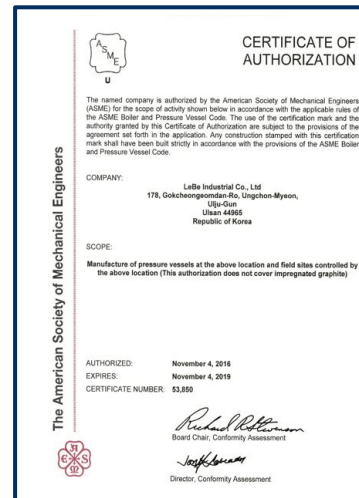 CERTIFICATE OF
AUTHORIZATION
A
S
M
E
U
The named company is authorized by the American Society of Mechanical Engineers
(ASME) for the scope of activity shown below in accordance with the applicable rules of
the ASME Boiler and Pressure Vessel Code. The use of the certification mark and the
authority granted by this Certificate of Authorization are subject to the provisions of the
agreement set forth in the application. Any construction stamped with this certification
mark shall have been built strictly in accordance with the provisions of the ASME Boiler
and Pressure Vessel Code.
COMPANY:
LeBe Industrial Co., Ltd
178, Gokcheongeomdan-Ro, Ungchon-Myeon,
Ulju-Gun
Ulsan 44965
Republic of Korea
SCOPE:
Manufacture of pressure vessels at the above location and field sites controlled by
the above location (This authorization does not cover impregnated graphite)
AUTHORIZED: November 4, 2016
EXPIRES: November 4, 2019
CERTIFICATE NUMBER: 53,850
Board Chair, Conformity Assessment
Director, Conformity Assessment
The American Society of Mechanical Engineers
A
S
M
E